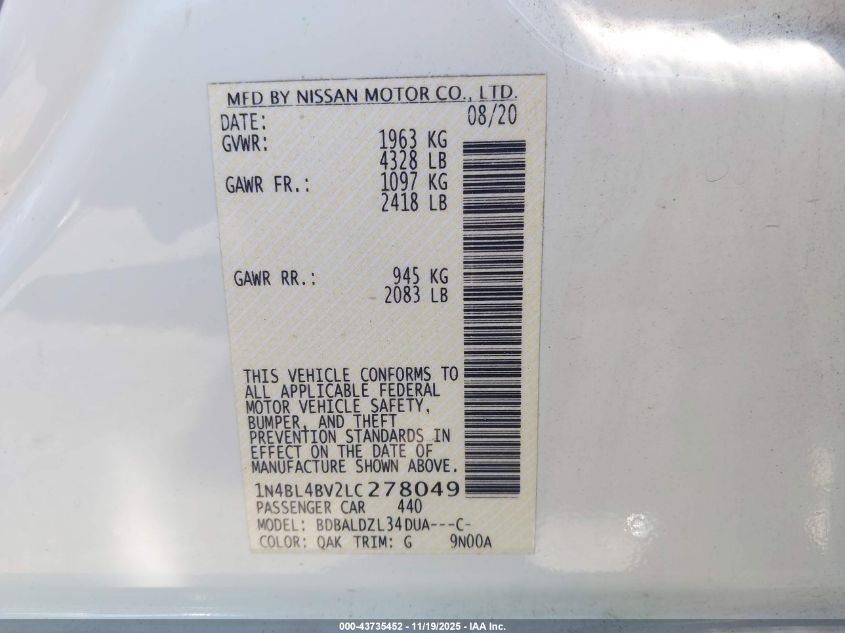 MFD BY NISSAN MOTOR CO., LTD.
DATE: 08/20
GVWR: 1963 KG
4328 LB
GAWR FR.: 1097 KG
2418 LB
GAWR RR.: 945 KG
2083 LB
THIS VEHICLE CONFORMS TO
ALL APPLICABLE FEDERAL
MOTOR VEHICLE SAFETY,
BUMPER, AND THEFT
PREVENTION STANDARDS IN
EFFECT ON THE DATE OF
MANUFACTURE SHOWN ABOVE.
1N4BL4BV2LC278049
PASSENGER CAR 440
MODEL: BDBALDZL34DUA---C-
COLOR: QAK TRIM: G 9N00A
000-43735452 - 11/19/2025 - IAA Inc.